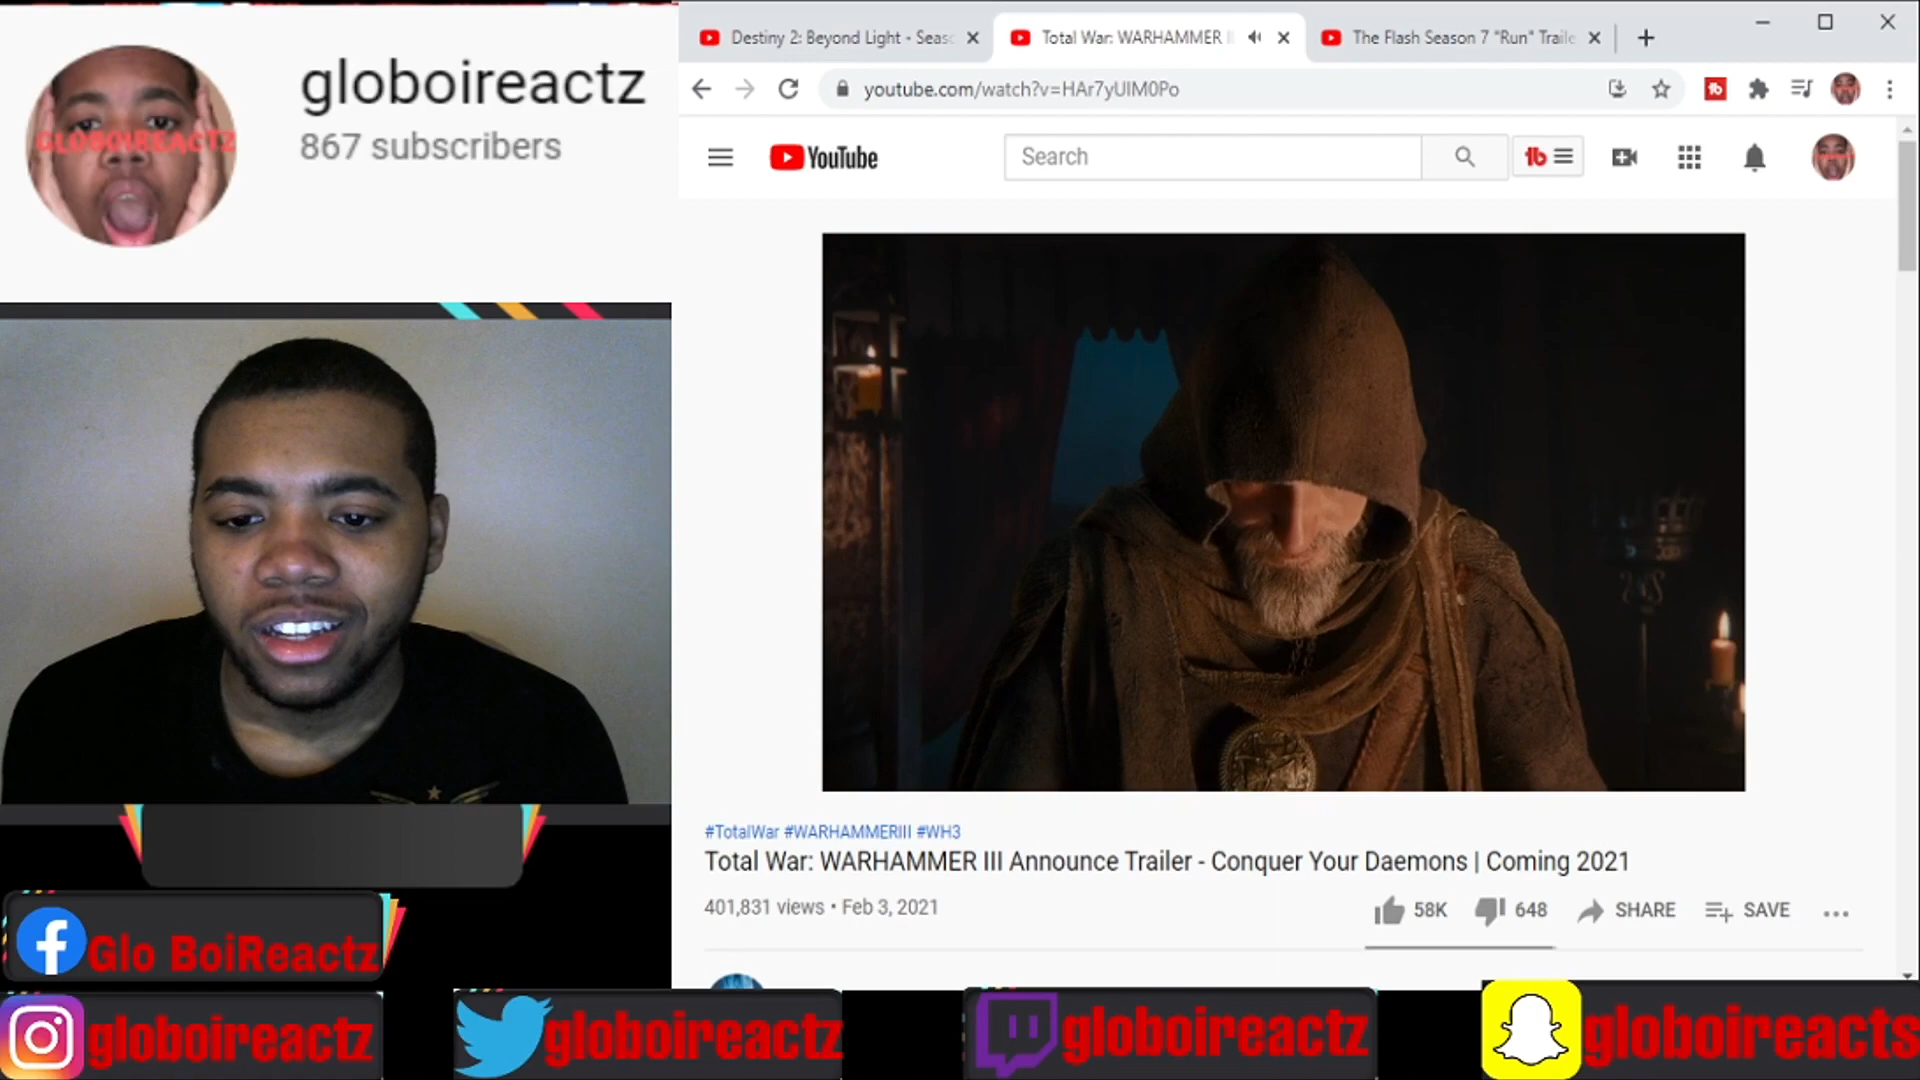 globoireactz
867 subscribers
GLOBOIREACTZ
Destiny 2: Beyond Light - Seas
Total War: WARHAMMER I
The Flash Season 7 "Run" Traile
youtube.com/watch?v=HAr7yUIM0Po
YouTube
Search
#TotalWar #WARHAMMERIII #WH3
Total War: WARHAMMER III Announce Trailer - Conquer Your Daemons | Coming 2021
401,831 views • Feb 3, 2021
58K
648
SHARE
SAVE
Glo BoiReactz
globoireactz
globoireactz
globoireactz
globoireacts